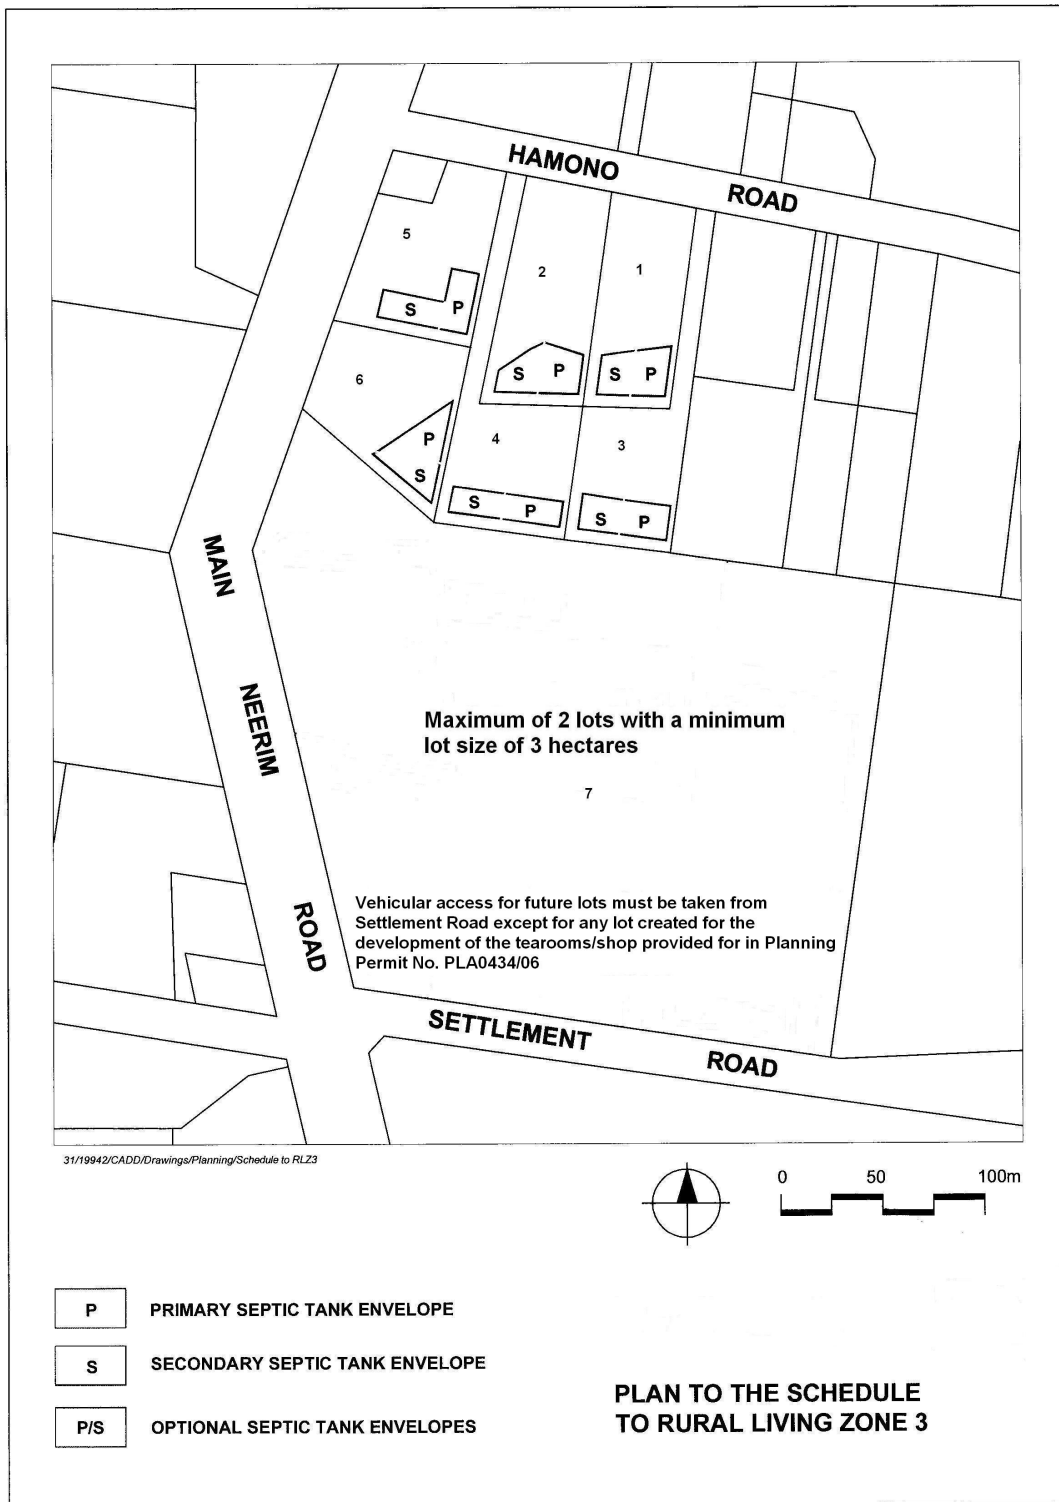 HAMONO ROAD
5
2
1
S P
6
S P
S P
P
S
4
3
S P
S P
MAIN
NEERIM
ROAD
Maximum of 2 lots with a minimum
lot size of 3 hectares
7
Vehicular access for future lots must be taken from
Settlement Road except for any lot created for the
development of the tearooms/shop provided for in Planning
Permit No. PLA0434/06
SETTLEMENT ROAD
31/19942/CADD/Drawings/Planning/Schedule to RLZ3
0 50 100m
P PRIMARY SEPTIC TANK ENVELOPE
S SECONDARY SEPTIC TANK ENVELOPE
P/S OPTIONAL SEPTIC TANK ENVELOPES
PLAN TO THE SCHEDULE
TO RURAL LIVING ZONE 3